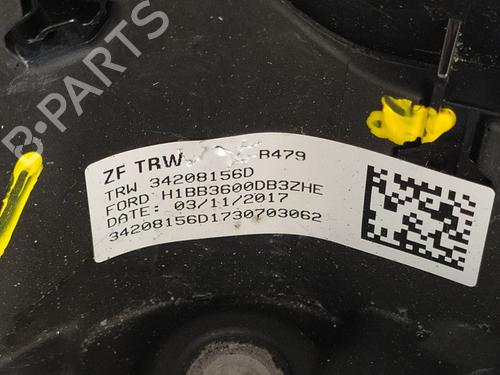 B-PARTS
ZF TRW R479
TRW 34208156D
FORD H1BB3600DB3ZHE
DATE: 03/11/2017
34208156D1730703062